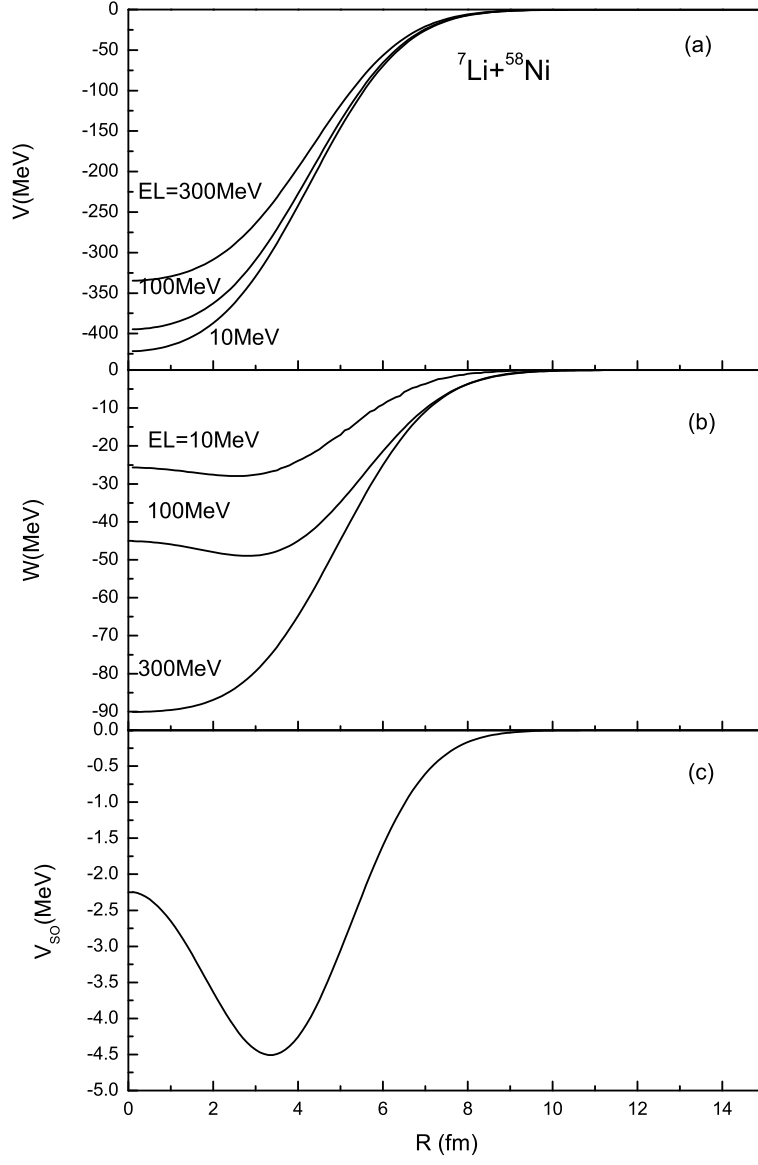 0
-50
-100
-150
-200
-250
-300
-350
-400
V(MeV)
(a)
⁷Li+⁵⁸Ni
EL=300MeV
100MeV
10MeV
0
-10
-20
-30
-40
-50
-60
-70
-80
-90
W(MeV)
(b)
EL=10MeV
100MeV
300MeV
0.0
-0.5
-1.0
-1.5
-2.0
-2.5
-3.0
-3.5
-4.0
-4.5
-5.0
V_SO(MeV)
(c)
0 2 4 6 8 10 12 14
R (fm)